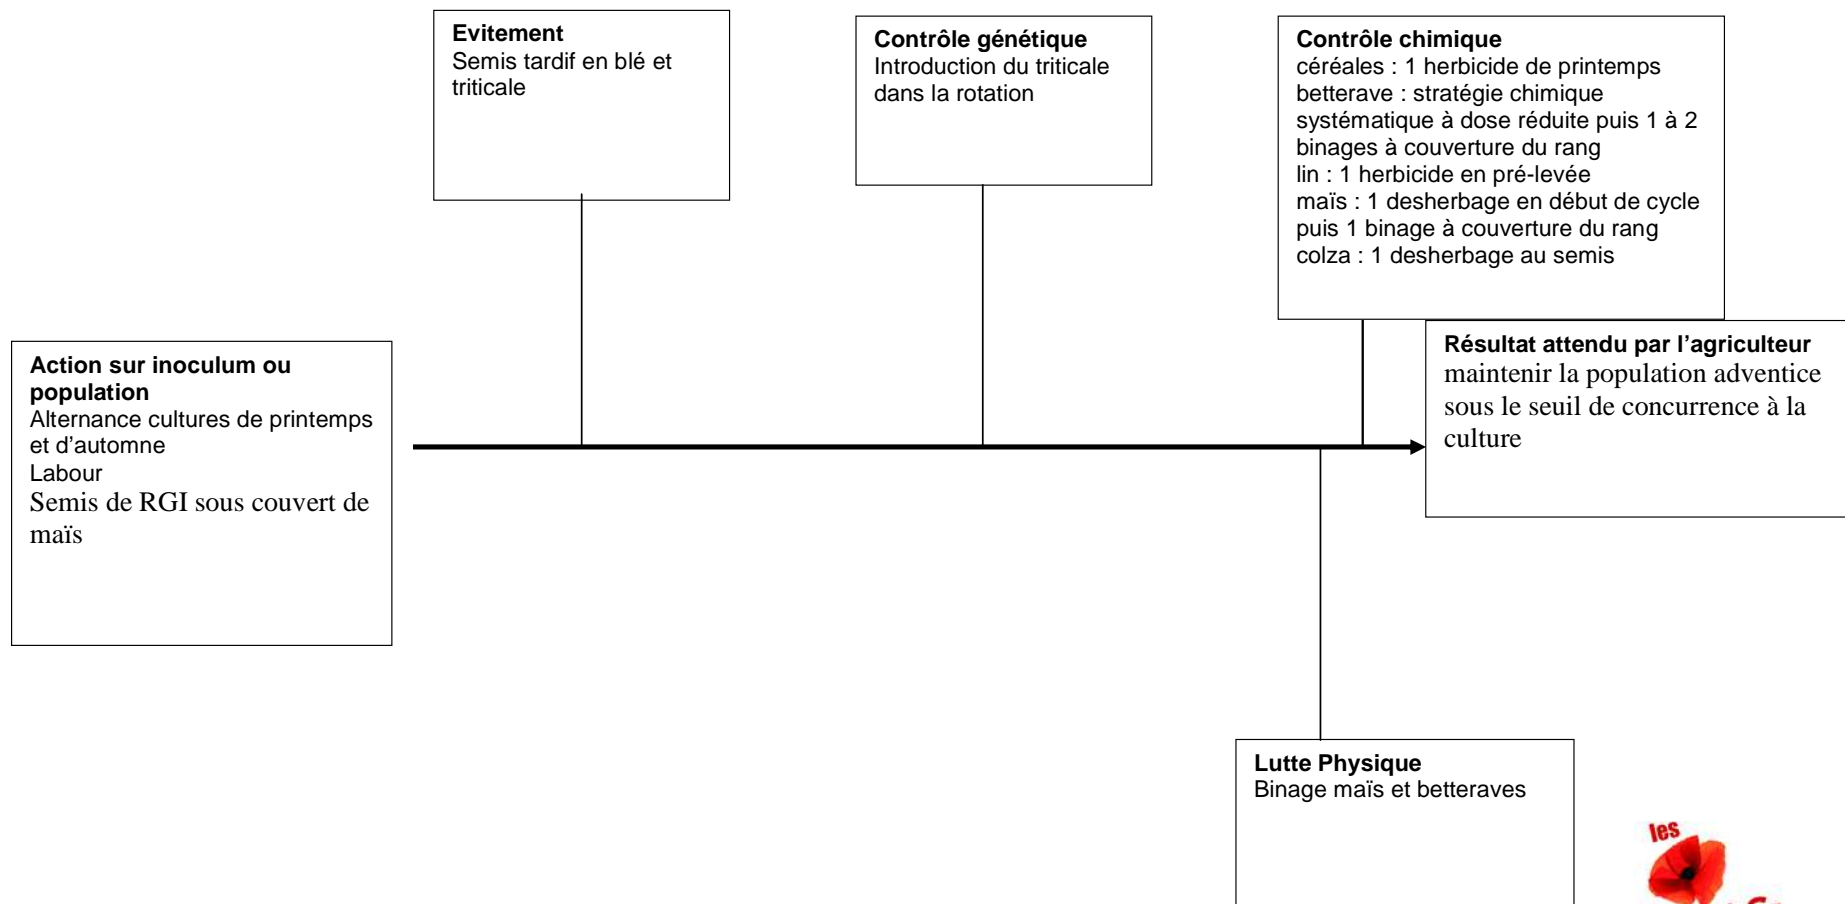 Evitement
Semis tardif en blé et
triticale
Contrôle génétique
Introduction du triticale
dans la rotation
Contrôle chimique
céréales : 1 herbicide de printemps
betterave : stratégie chimique
systématique à dose réduite puis 1 à 2
binages à couverture du rang
lin : 1 herbicide en pré-levée
maïs : 1 desherbage en début de cycle
puis 1 binage à couverture du rang
colza : 1 desherbage au semis
Action sur inoculum ou
population
Alternance cultures de printemps
et d'automne
Labour
Semis de RGI sous couvert de
maïs
Résultat attendu par l'agriculteur
maintenir la population adventice
sous le seuil de concurrence à la
culture
Lutte Physique
Binage maïs et betteraves
les